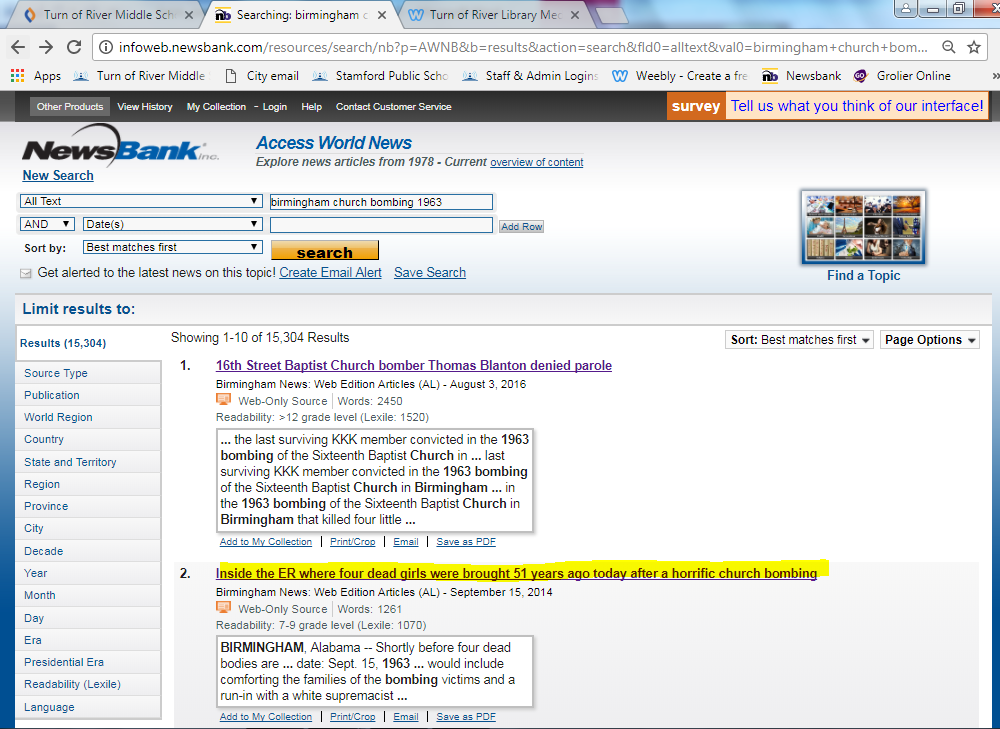 Turn of River Middle Sch
Searching: birmingham c
Turn of River Library Med
infoweb.newsbank.com/resources/search/nb?p=AWNB&b=results&action=search&fld0=alltext&val0=birmingham+church+bom...
Apps Turn of River Middle City email Stamford Public Scho Staff & Admin Logins Weebly - Create a fre nb Newsbank GO Grolier Online »
Other Products View History My Collection - Login Help Contact Customer Service survey Tell us what you think of our interface!
NewsBank inc.
Access World News
Explore news articles from 1978 - Current overview of content
New Search
All Text birmingham church bombing 1963
AND Date(s) Add Row
Sort by: Best matches first search
Get alerted to the latest news on this topic! Create Email Alert Save Search
Find a Topic
Limit results to:
Results (15,304)
Source Type
Publication
World Region
Country
State and Territory
Region
Province
City
Decade
Year
Month
Day
Era
Presidential Era
Readability (Lexile)
Language
Showing 1-10 of 15,304 Results
Sort: Best matches first Page Options
1. 16th Street Baptist Church bomber Thomas Blanton denied parole
Birmingham News: Web Edition Articles (AL) - August 3, 2016
Web-Only Source | Words: 2450
Readability: >12 grade level (Lexile: 1520)
... the last surviving KKK member convicted in the 1963
bombing of the Sixteenth Baptist Church in ... last
surviving KKK member convicted in the 1963 bombing
of the Sixteenth Baptist Church in Birmingham ... in
the 1963 bombing of the Sixteenth Baptist Church in
Birmingham that killed four little ...
Add to My Collection | Print/Crop | Email | Save as PDF
2. Inside the ER where four dead girls were brought 51 years ago today after a horrific church bombing
Birmingham News: Web Edition Articles (AL) - September 15, 2014
Web-Only Source | Words: 1261
Readability: 7-9 grade level (Lexile: 1070)
BIRMINGHAM, Alabama -- Shortly before four dead
bodies are ... date: Sept. 15, 1963 ... would include
comforting the families of the bombing victims and a
run-in with a white supremacist ...
Add to My Collection | Print/Crop | Email | Save as PDF